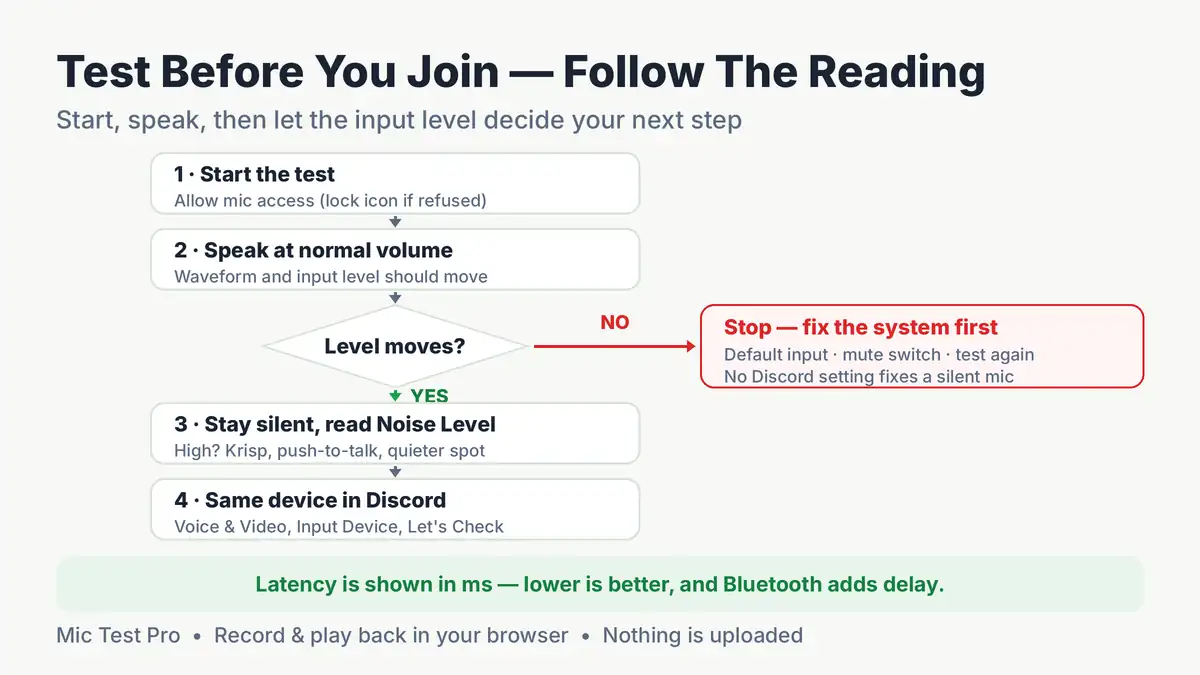 Test Before You Join — Follow The Reading
Start, speak, then let the input level decide your next step
1 · Start the test
Allow mic access (lock icon if refused)
2 · Speak at normal volume
Waveform and input level should move
Level moves?
NO
Stop — fix the system first
Default input · mute switch · test again
No Discord setting fixes a silent mic
YES
3 · Stay silent, read Noise Level
High? Krisp, push-to-talk, quieter spot
4 · Same device in Discord
Voice & Video, Input Device, Let's Check
Latency is shown in ms — lower is better, and Bluetooth adds delay.
Mic Test Pro • Record & play back in your browser • Nothing is uploaded